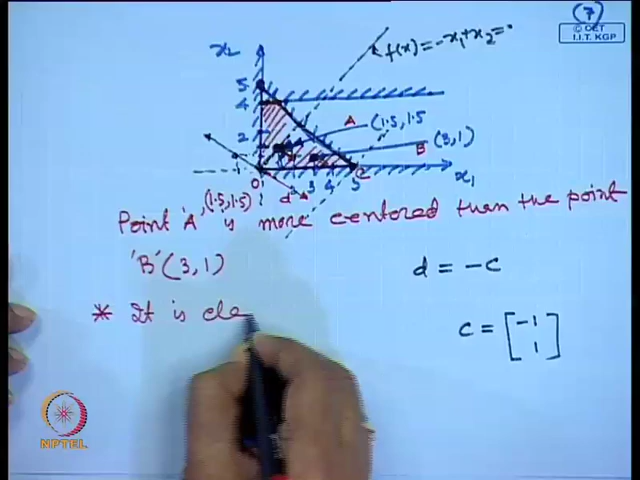 7
© CET
I.I.T. KGP
x₂
f(x) = -x₁+x₂ = 0
5
4
2
A
(1.5, 1.5
B
(3, 1)
0
1
2
3
4
5
C
x₁
d
Point 'A' (1.5, 1.5) is more centered than the point
'B' (3, 1)
d = -c
* It is cle
c = [-1
1]
NPTEL